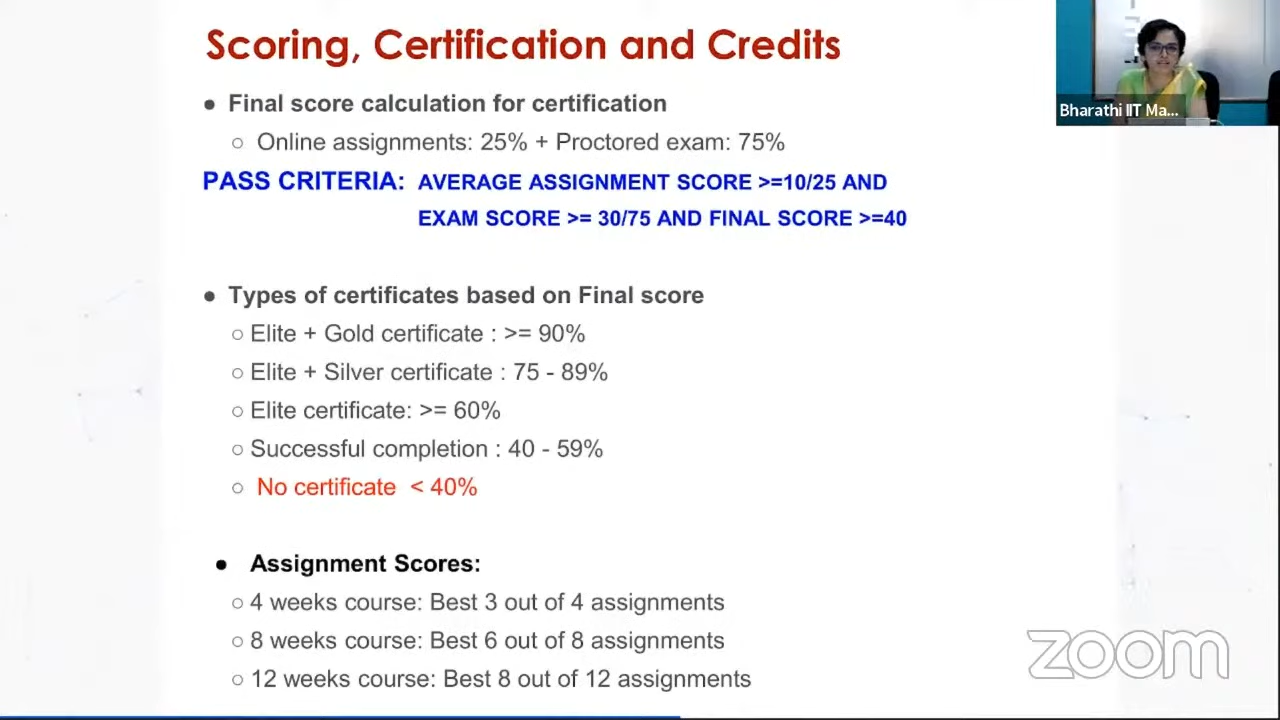 Scoring, Certification and Credits
● Final score calculation for certification
○ Online assignments: 25% + Proctored exam: 75%
PASS CRITERIA: AVERAGE ASSIGNMENT SCORE >=10/25 AND
EXAM SCORE >= 30/75 AND FINAL SCORE >=40
● Types of certificates based on Final score
○ Elite + Gold certificate : >= 90%
○ Elite + Silver certificate : 75 - 89%
○ Elite certificate: >= 60%
○ Successful completion : 40 - 59%
○ No certificate < 40%
● Assignment Scores:
○ 4 weeks course: Best 3 out of 4 assignments
○ 8 weeks course: Best 6 out of 8 assignments
○ 12 weeks course: Best 8 out of 12 assignments
Bharathi IIT Ma...
zoom